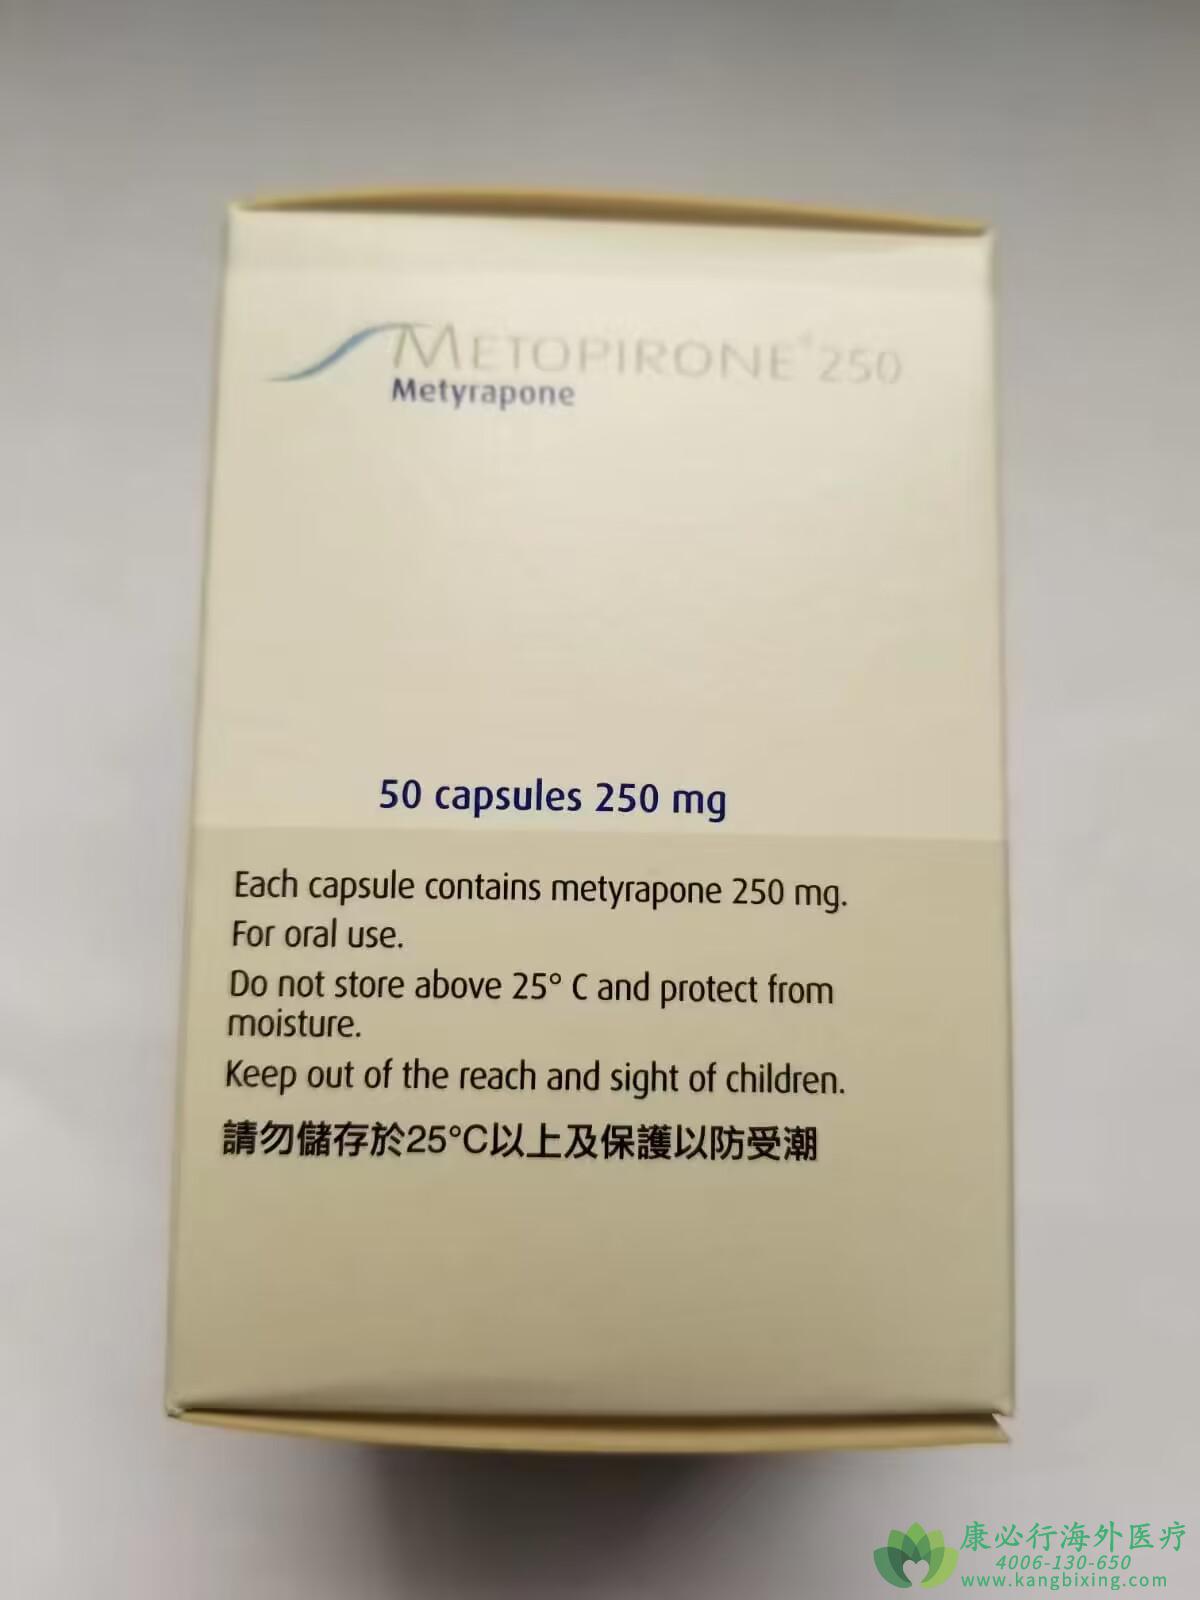 METOPIRONE® 250
Metyrapone
50 capsules 250 mg
Each capsule contains metyrapone 250 mg.
For oral use.
Do not store above 25° C and protect from
moisture.
Keep out of the reach and sight of children.
請勿儲存於25°C以上及保護以防受潮
康必行海外医疗
4006-130-650
www.kangbixing.com